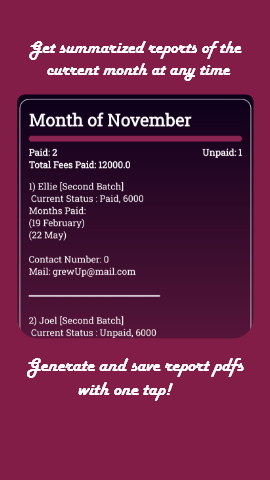 Get summarized reports of the
current month at any time
Month of November
Paid: 2 Unpaid: 1
Total Fees Paid: 12000.0
1) Ellie [Second Batch]
Current Status : Paid, 6000
Months Paid:
(19 February)
(22 May)
Contact Number: 0
Mail: grewUp@mail.com
2) Joel [Second Batch]
Current Status : Unpaid, 6000
Generate and save report pdfs
with one tap!